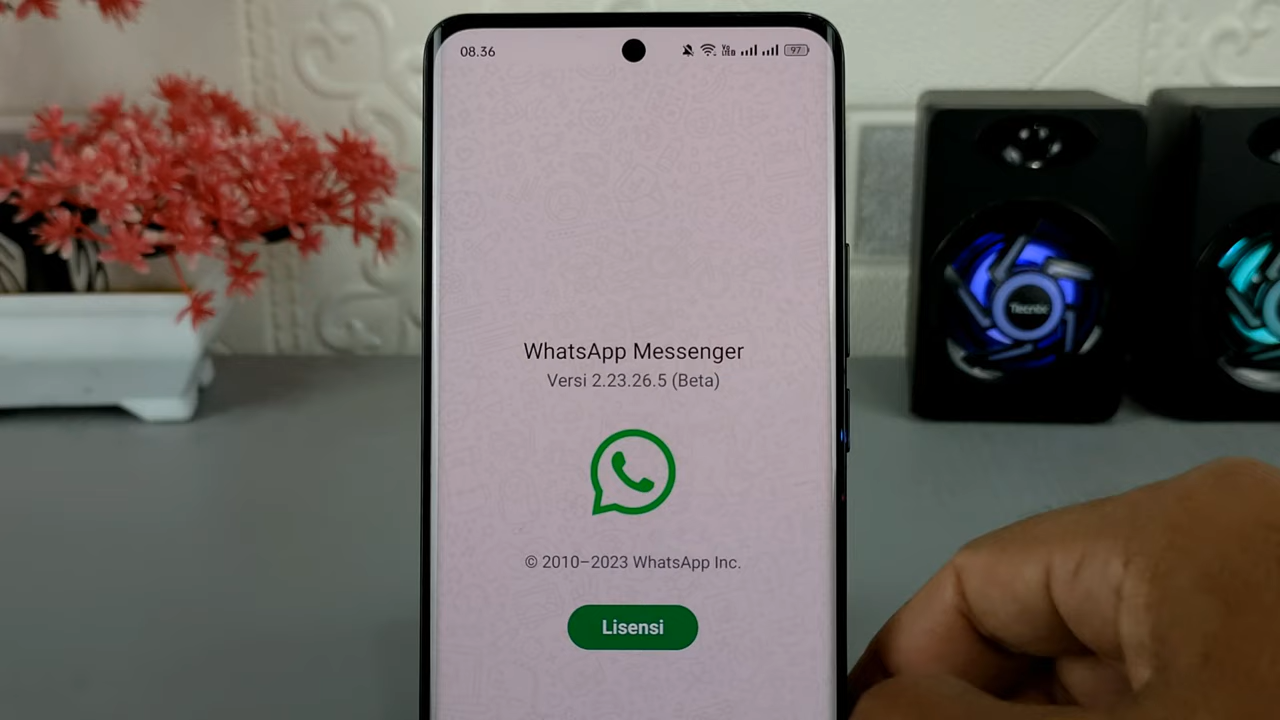 08.36
97
WhatsApp Messenger
Versi 2.23.26.5 (Beta)
© 2010–2023 WhatsApp Inc.
Lisensi